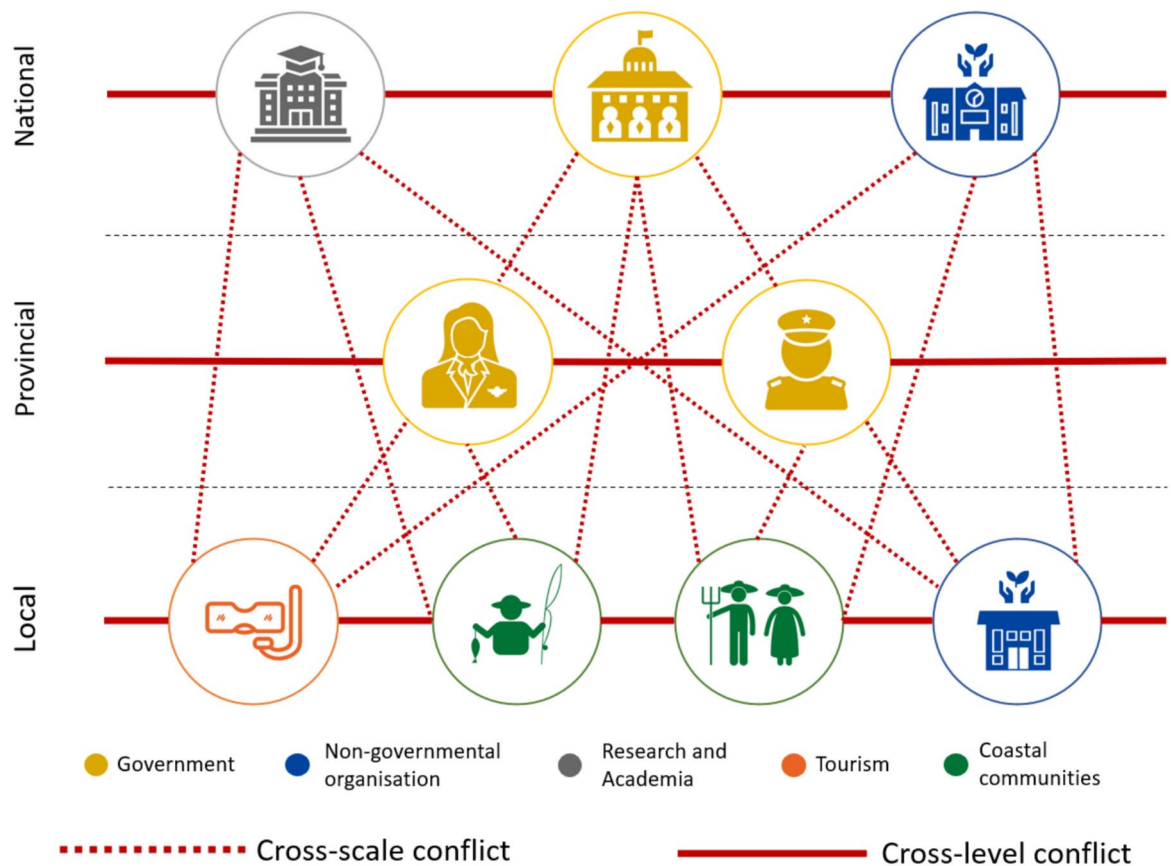 National
Provincial
Local
Government
Non-governmental
organisation
Research and
Academia
Tourism
Coastal
communities
Cross-scale conflict
Cross-level conflict